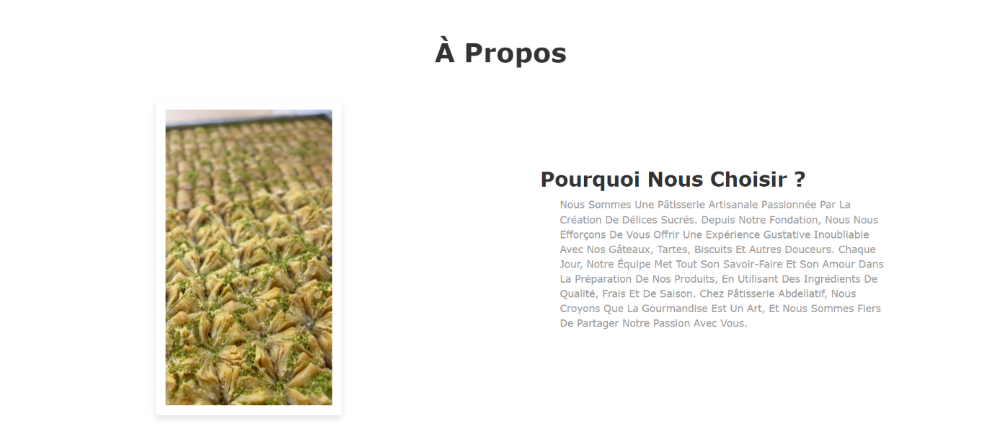 À Propos
Pourquoi Nous Choisir ?
Nous Sommes Une Pâtisserie Artisanale Passionnée Par La
Création De Délices Sucrés. Depuis Notre Fondation, Nous Nous
Efforçons De Vous Offrir Une Expérience Gustative Inoubliable
Avec Nos Gâteaux, Tartes, Biscuits Et Autres Douceurs. Chaque
Jour, Notre Équipe Met Tout Son Savoir-Faire Et Son Amour Dans
La Préparation De Nos Produits, En Utilisant Des Ingrédients De
Qualité, Frais Et De Saison. Chez Pâtisserie Abdellatif, Nous
Croyons Que La Gourmandise Est Un Art, Et Nous Sommes Fiers
De Partager Notre Passion Avec Vous.